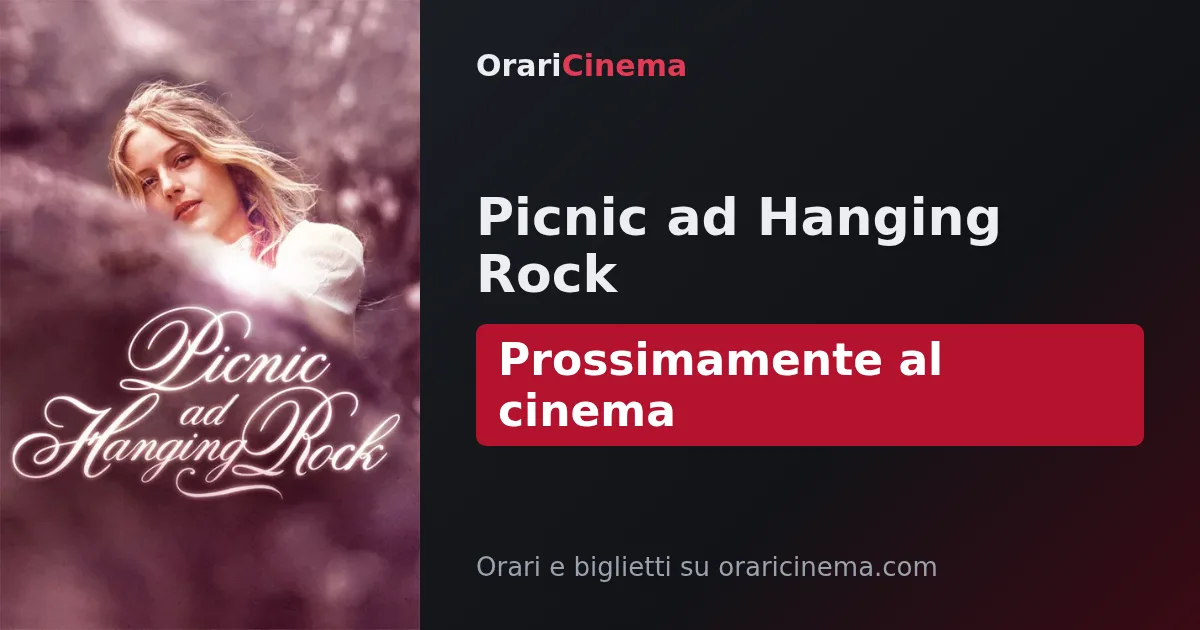 Picnic
ad
Hanging Rock
OrariCinema
Picnic ad Hanging
Rock
Prossimamente al
cinema
Orari e biglietti su oraricinema.com